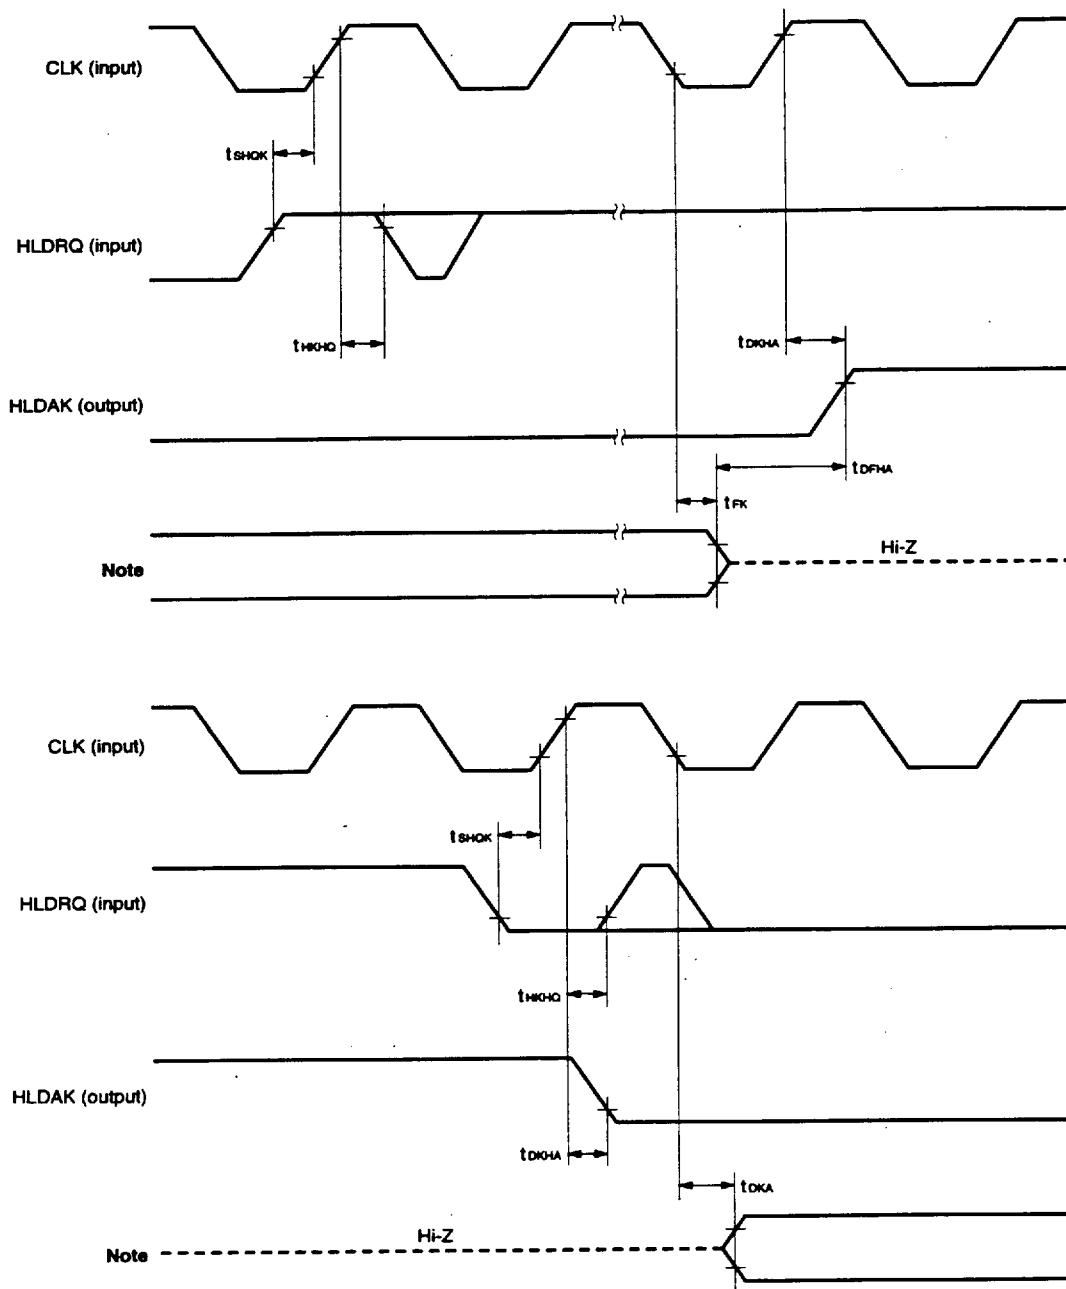 CLK (input)
tSHQK
HLDRQ (input)
tHKHQ
tDKHA
HLDAK (output)
tDFHA
tFK
Hi-Z
Note
CLK (input)
tSHQK
HLDRQ (input)
tHKHQ
HLDAK (output)
tDKHA
tDKA
Hi-Z
Note